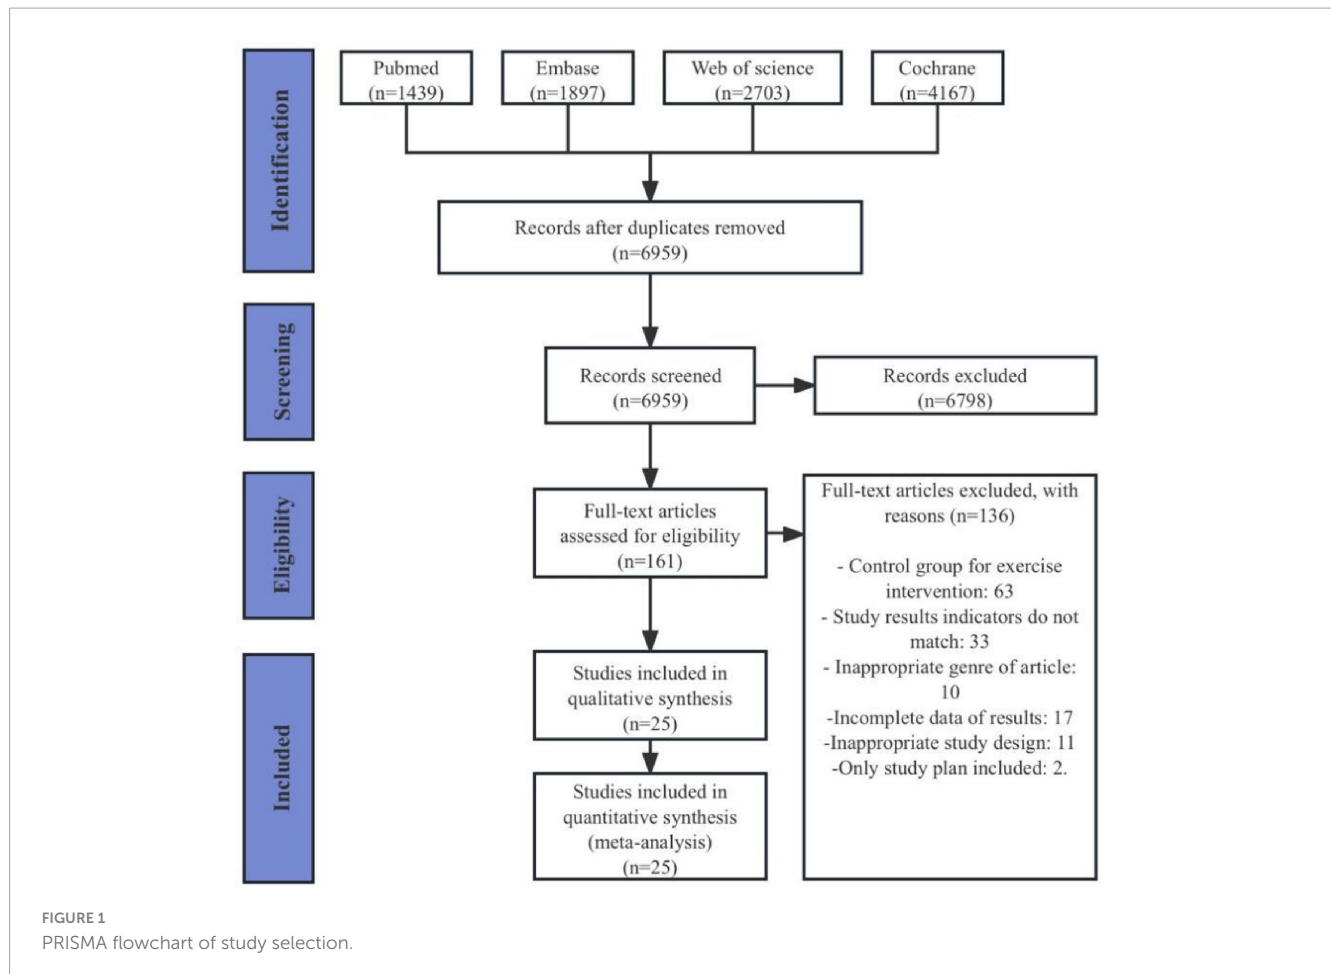 Identification
Pubmed
(n=1439)
Embase
(n=1897)
Web of science
(n=2703)
Cochrane
(n=4167)
Records after duplicates removed
(n=6959)
Screening
Records screened
(n=6959)
Records excluded
(n=6798)
Eligibility
Full-text articles
assessed for eligibility
(n=161)
Full-text articles excluded, with
reasons (n=136)
- Control group for exercise
intervention: 63
- Study results indicators do not
match: 33
- Inappropriate genre of article:
10
-Incomplete data of results: 17
-Inappropriate study design: 11
-Only study plan included: 2.
Included
Studies included in
qualitative synthesis
(n=25)
Studies included in
quantitative synthesis
(meta-analysis)
(n=25)
FIGURE 1
PRISMA flowchart of study selection.